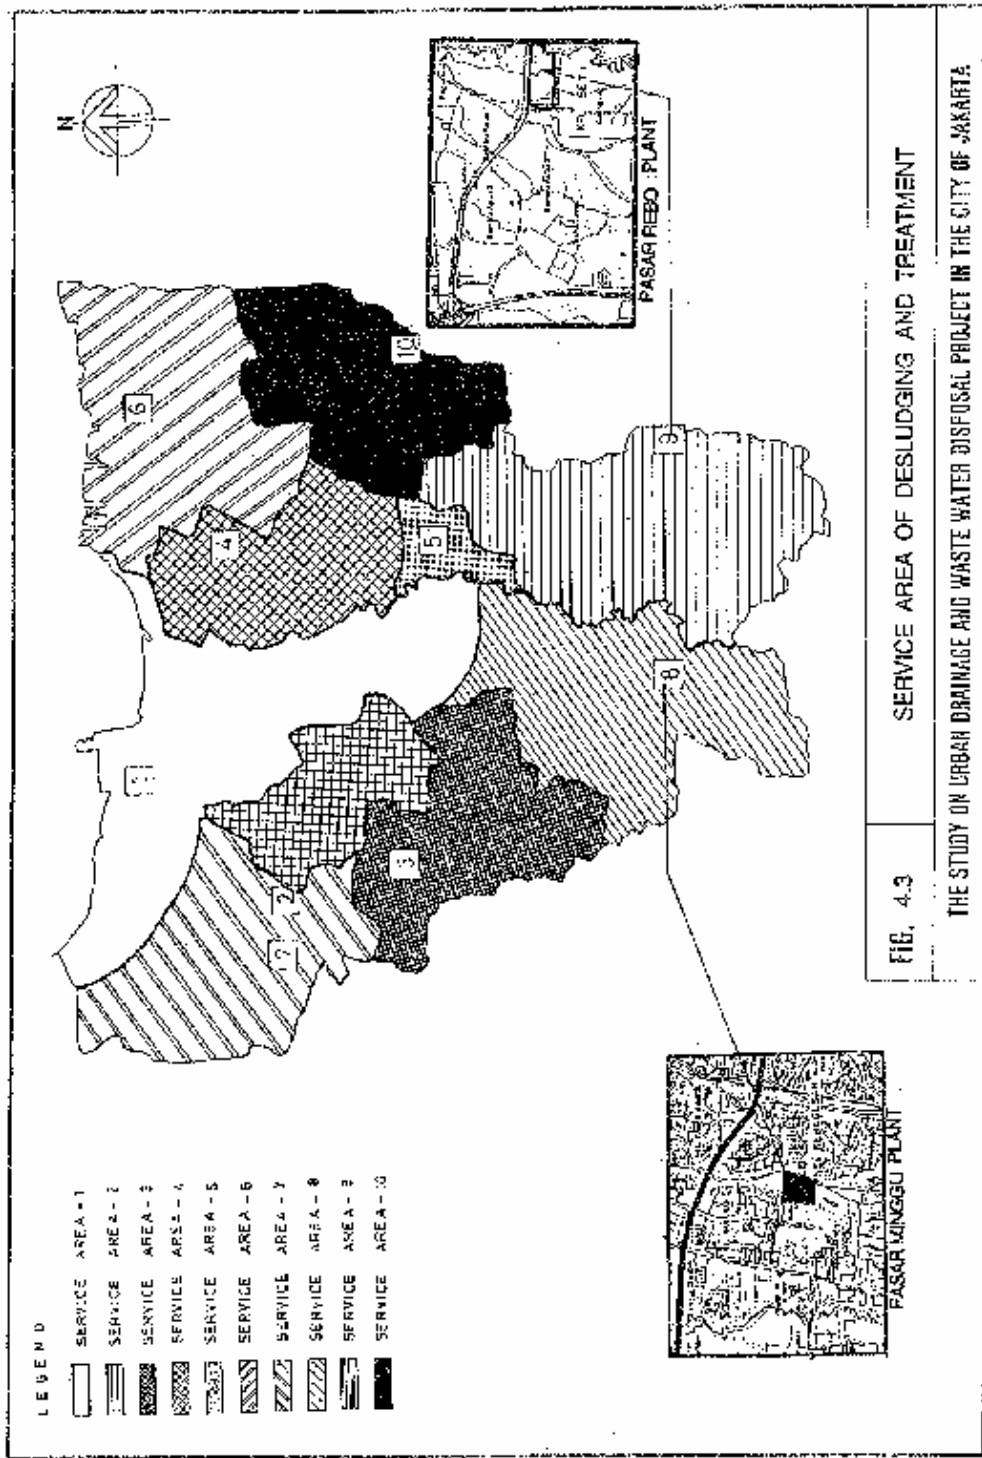 N
LEGEND
SERVICE AREA - 1
SERVICE AREA - 2
SERVICE AREA - 3
SERVICE AREA - 4
SERVICE AREA - 5
SERVICE AREA - 6
SERVICE AREA - 7
SERVICE AREA - 8
SERVICE AREA - 9
SERVICE AREA - 10
1
6
4
10
5
2
3
8
9
PASAR REBO PLANT
PASAR MINGGU PLANT
FIG. 4-3
SERVICE AREA OF DESLUDGING AND TREATMENT
THE STUDY ON URBAN DRAINAGE AND WASTE WATER DISPOSAL PROJECT IN THE CITY OF JAKARTA